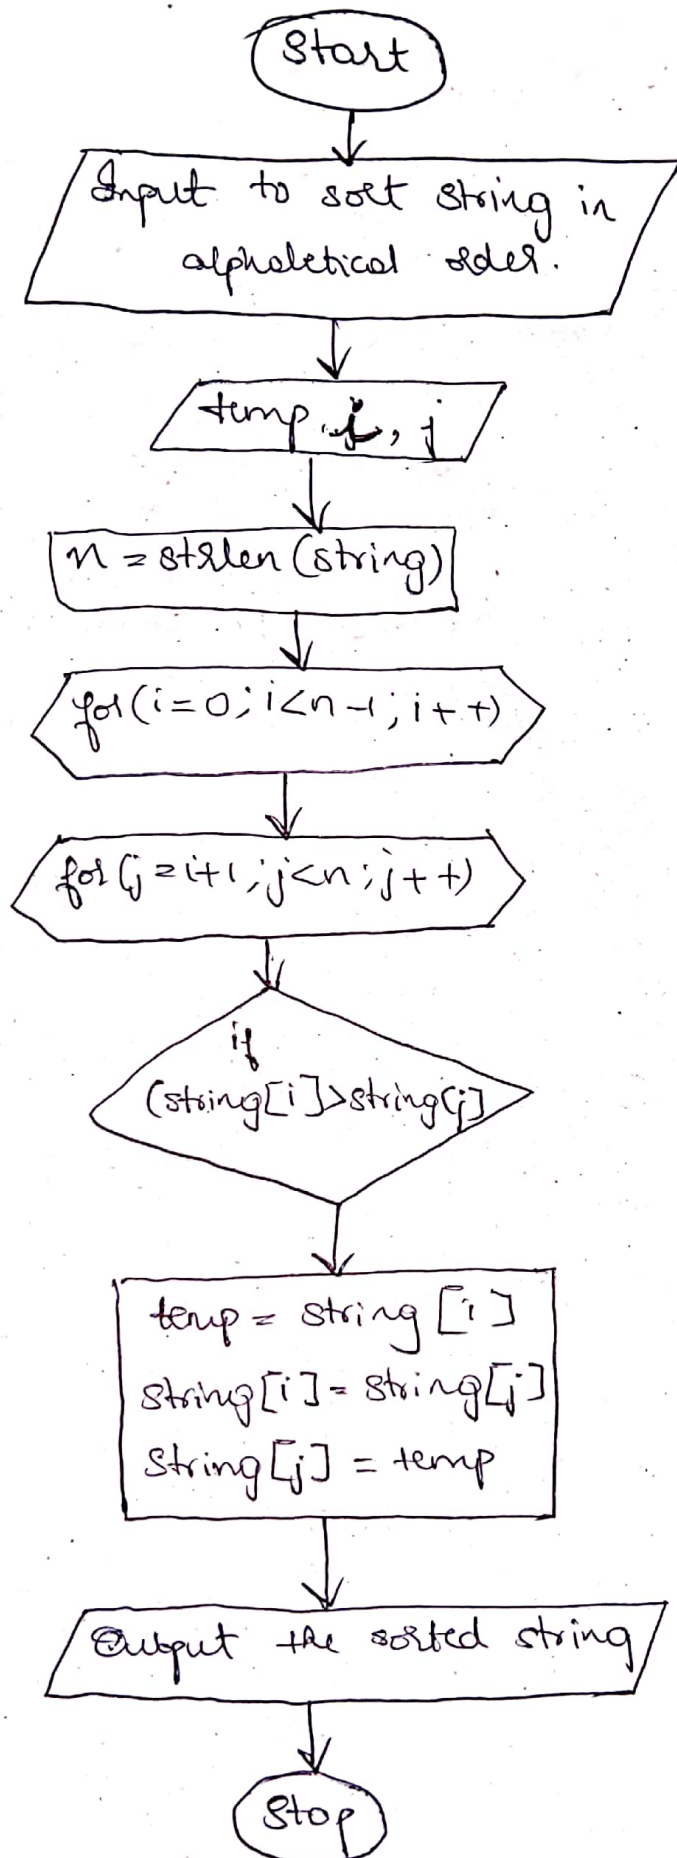 Start
Input to sort string in
alphabetical order.
temp, i, j
n = strlen (string)
for (i = 0; i < n - 1; i + +)
for (j = i + 1; j < n; j + +)
if
(string[i] > string[j]
temp = string [i]
string[i] = string[j]
String [j] = temp
Output the sorted string
Stop